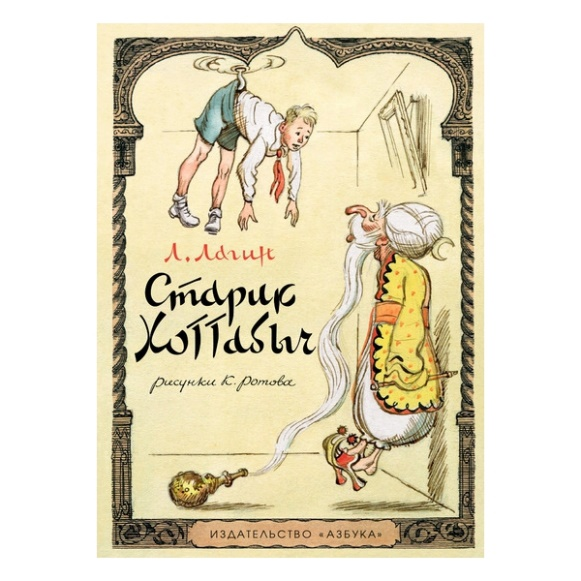 Л. Лагин
Старик
Хоттабыч
рисунки К. Ротова
ИЗДАТЕЛЬСТВО «АЗБУКА»